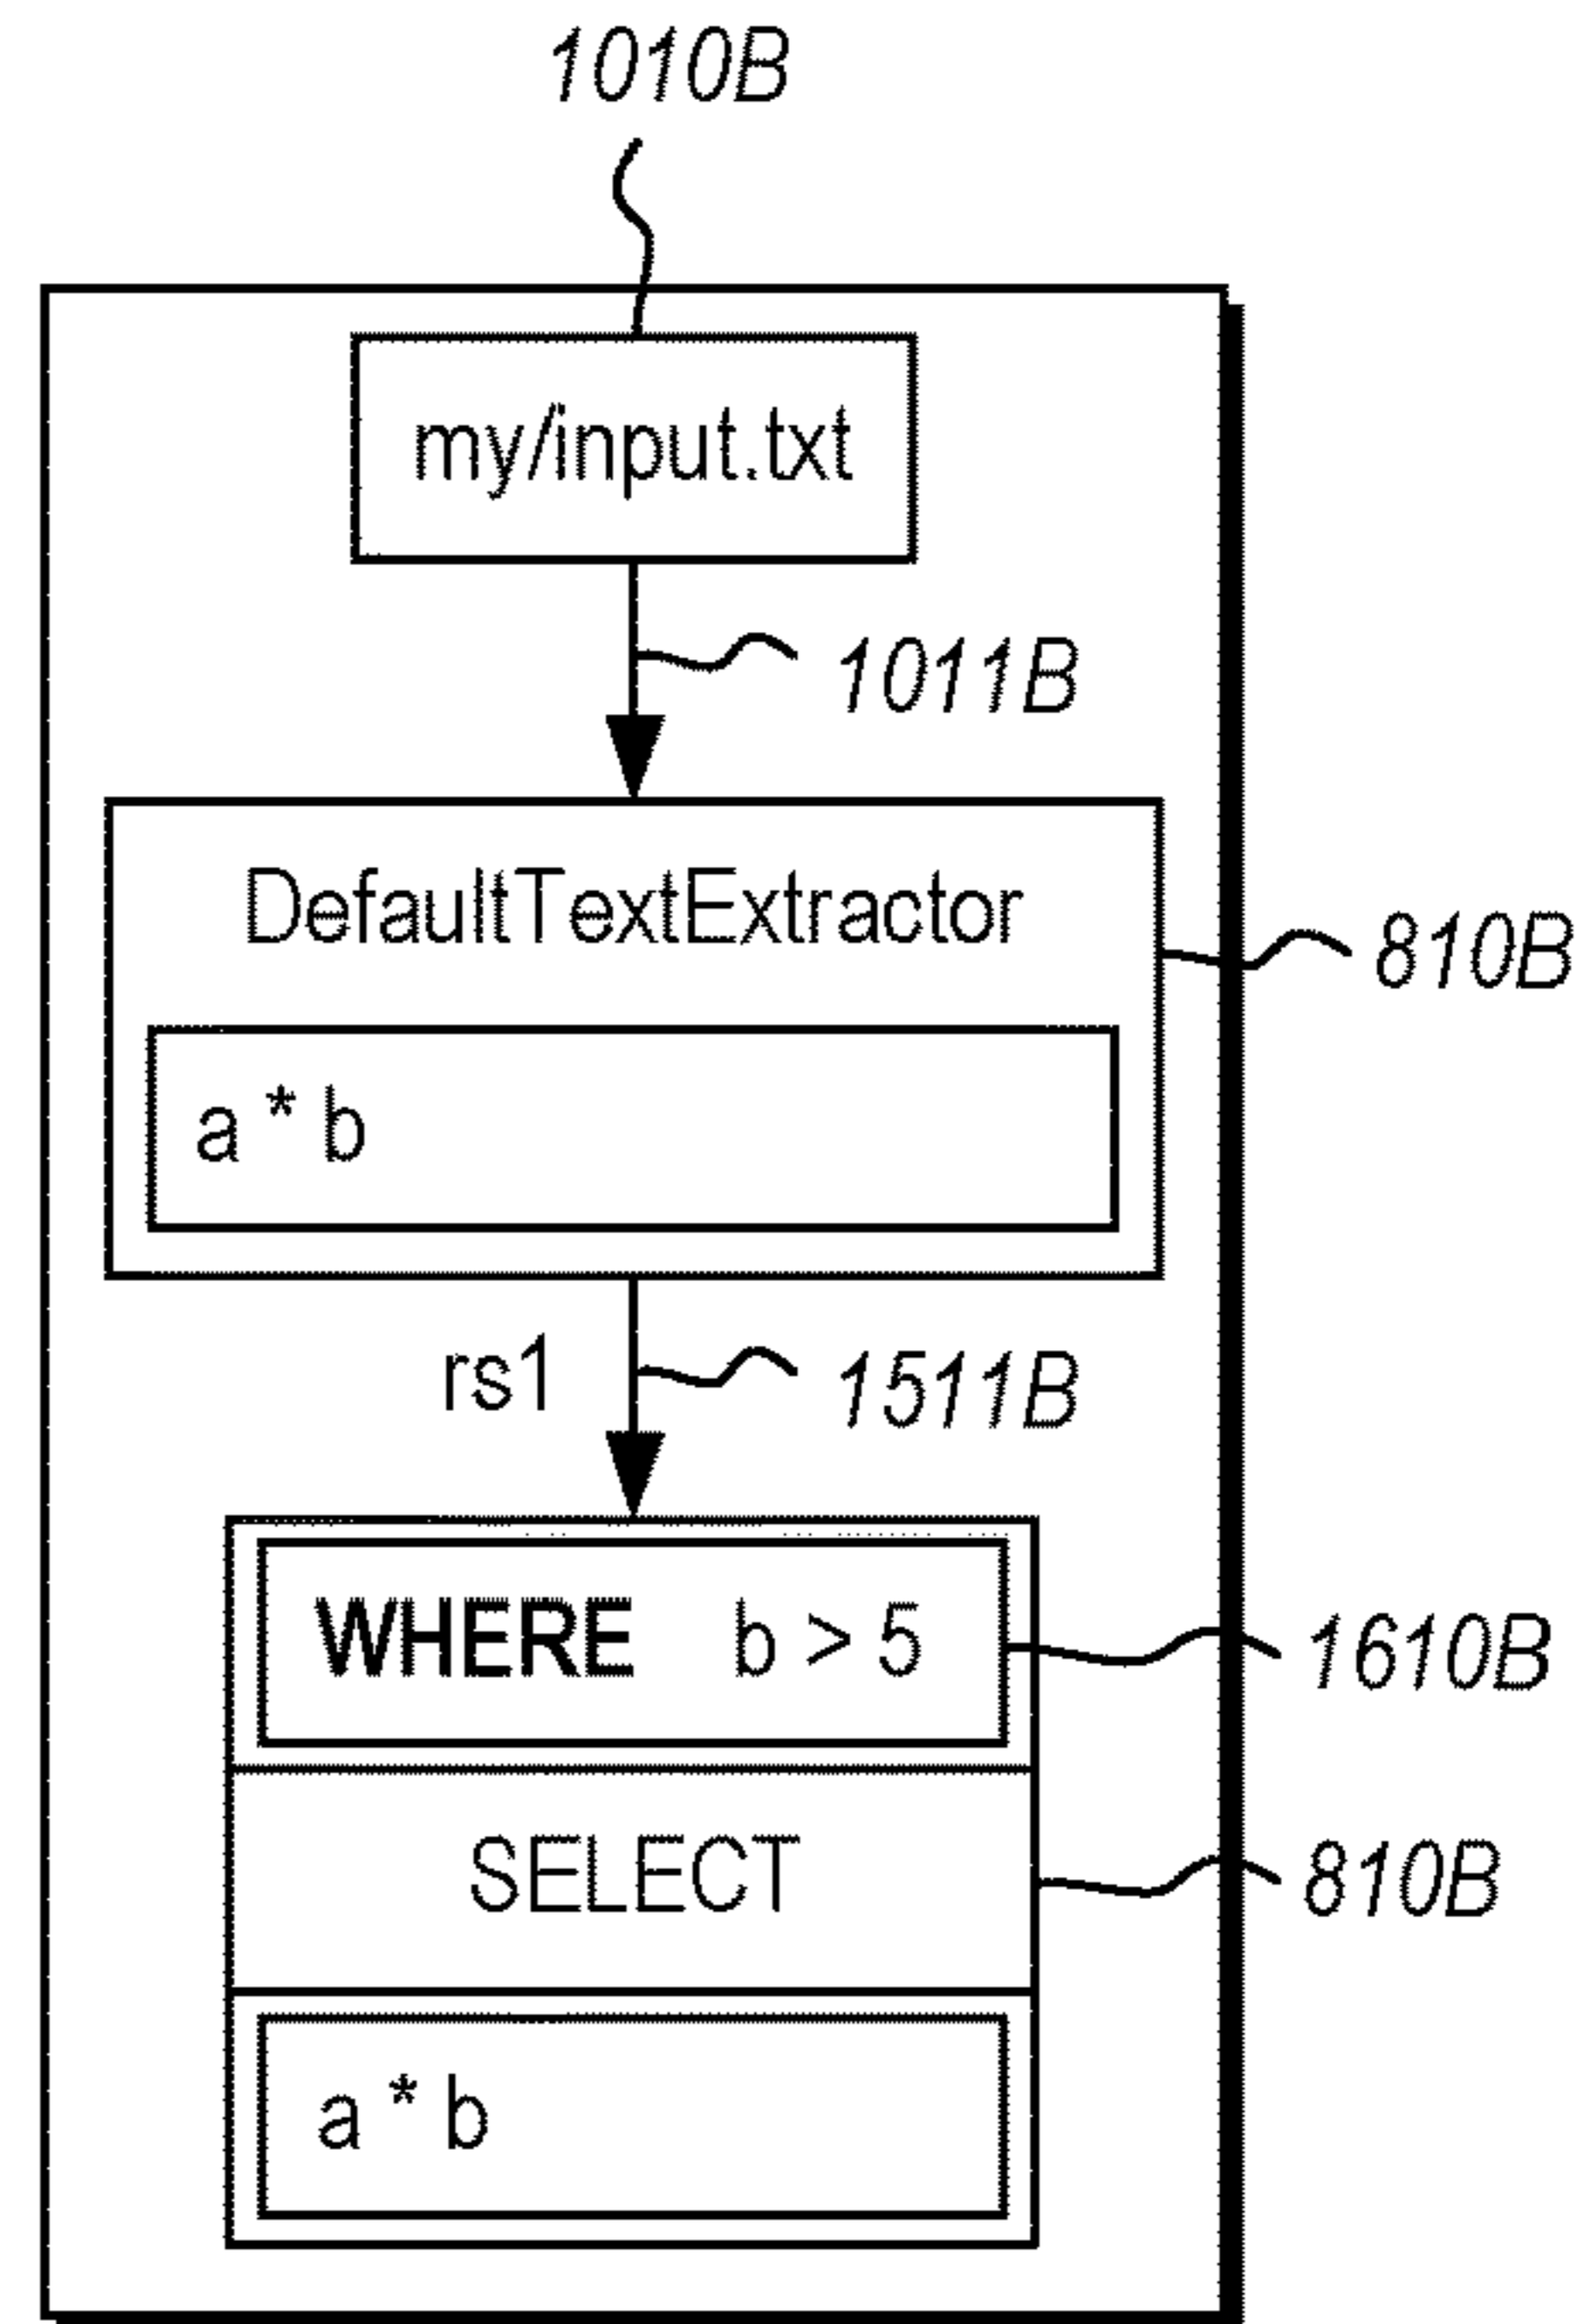 1010B
my/input.txt
1011B
DefaultTextExtractor
810B
a * b
rs1
1511B
WHERE b > 5
1610B
SELECT
810B
a * b